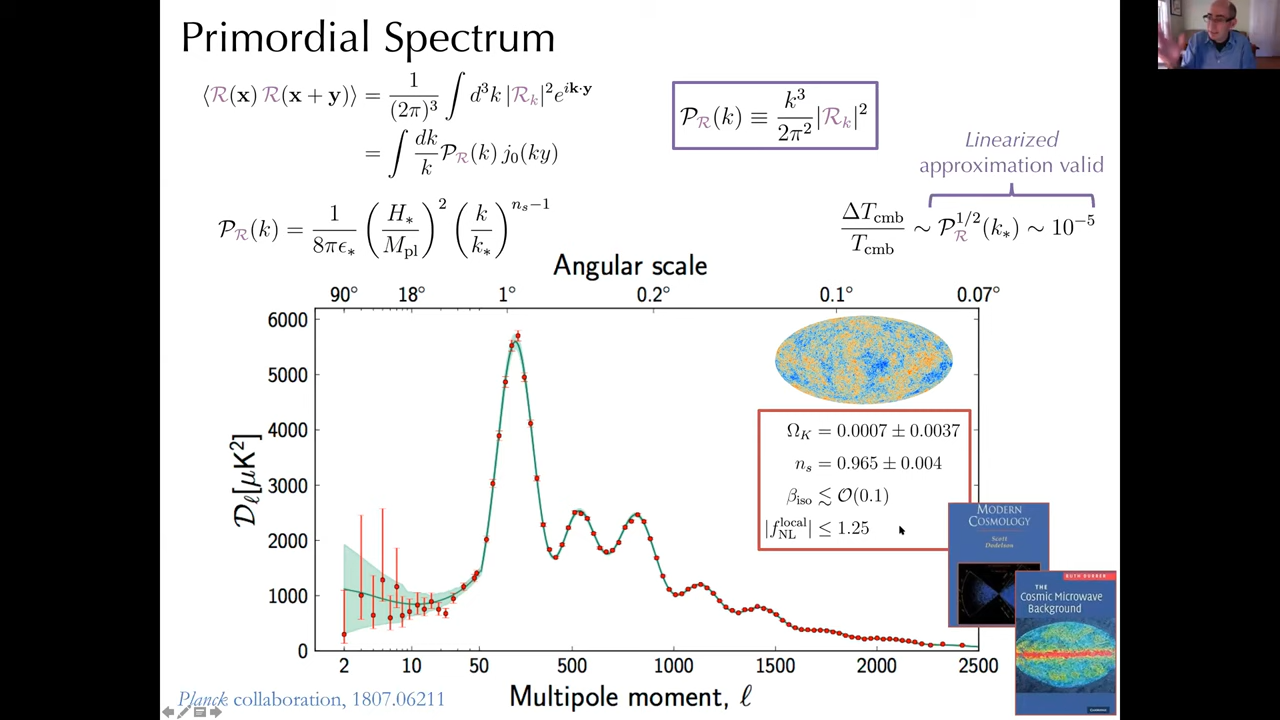 Primordial Spectrum
⟨ℛ(x) ℛ(x + y)⟩ = 1/(2π)³ ∫ d³k |ℛ_k|² e^{ik·y}
= ∫ dk/k 𝒫_ℛ(k) j₀(ky)
𝒫_ℛ(k) ≡ k³/2π² |ℛ_k|²
Linearized
approximation valid
𝒫_ℛ(k) = 1/8πϵ_* (H_*/M_pl)² (k/k_*)^{n_s−1}
ΔT_cmb/T_cmb ∼ 𝒫_ℛ^{1/2}(k_*) ∼ 10⁻⁵
Angular scale
90° 18° 1° 0.2° 0.1° 0.07°
6000
5000
4000
3000
2000
1000
0
𝒟_ℓ[μK²]
Ω_K = 0.0007 ± 0.0037
n_s = 0.965 ± 0.004
β_iso ≲ 𝒪(0.1)
|f_NL^local| ≤ 1.25
MODERN
COSMOLOGY
Scott
Dodelson
RUTH DURRER
THE
Cosmic Microwave
Background
2 10 50 500 1000 1500 2000 2500
Multipole moment, ℓ
Planck collaboration, 1807.06211